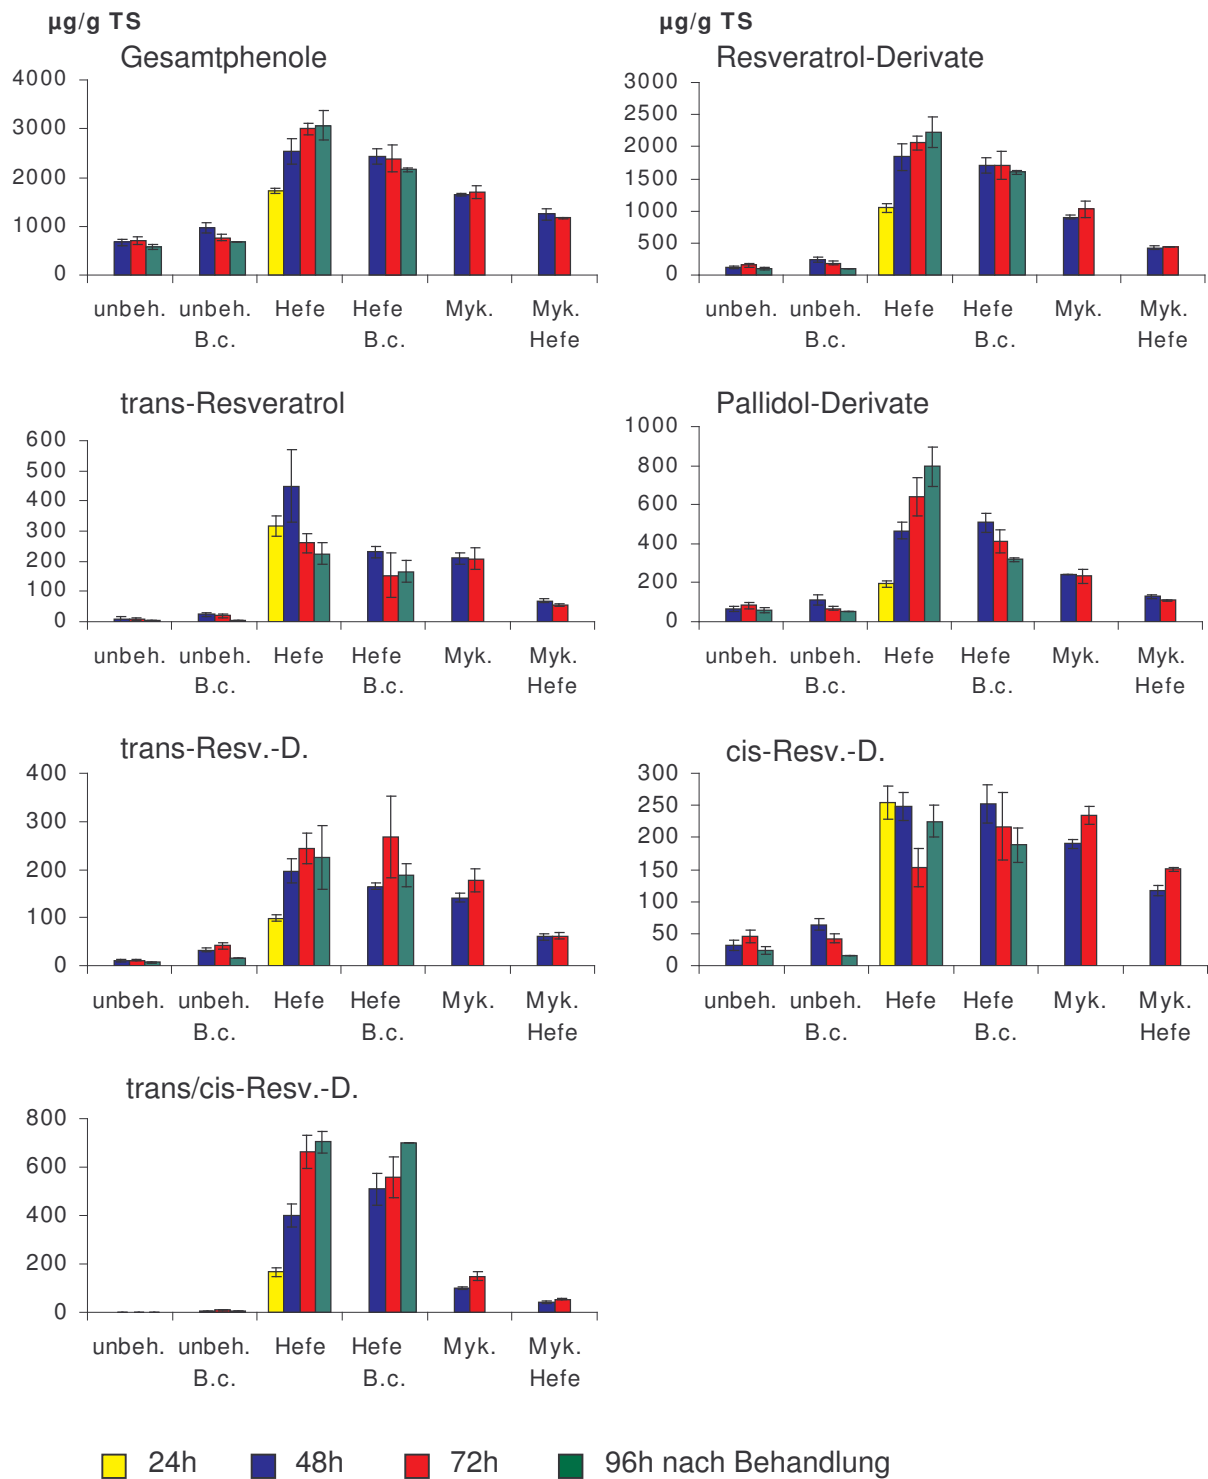 µg/g TS
Gesamtphenole
4000
3000
2000
1000
0
unbeh. unbeh. Hefe Hefe Myk. Myk.
B.c. B.c. Hefe
µg/g TS
Resveratrol-Derivate
3000
2500
2000
1500
1000
500
0
unbeh. unbeh. Hefe Hefe Myk. Myk.
B.c. B.c. Hefe
trans-Resveratrol
600
500
400
300
200
100
0
unbeh. unbeh. Hefe Hefe Myk. Myk.
B.c. B.c. Hefe
Pallidol-Derivate
1000
800
600
400
200
0
unbeh. unbeh. Hefe Hefe Myk. Myk.
B.c. B.c. Hefe
trans-Resv.-D.
400
300
200
100
0
unbeh. unbeh. Hefe Hefe Myk. Myk.
B.c. B.c. Hefe
cis-Resv.-D.
300
250
200
150
100
50
0
unbeh. unbeh. Hefe Hefe Myk. Myk.
B.c. B.c. Hefe
trans/cis-Resv.-D.
800
600
400
200
0
unbeh. unbeh. Hefe Hefe Myk. Myk.
B.c. B.c. Hefe
24h 48h 72h 96h nach Behandlung